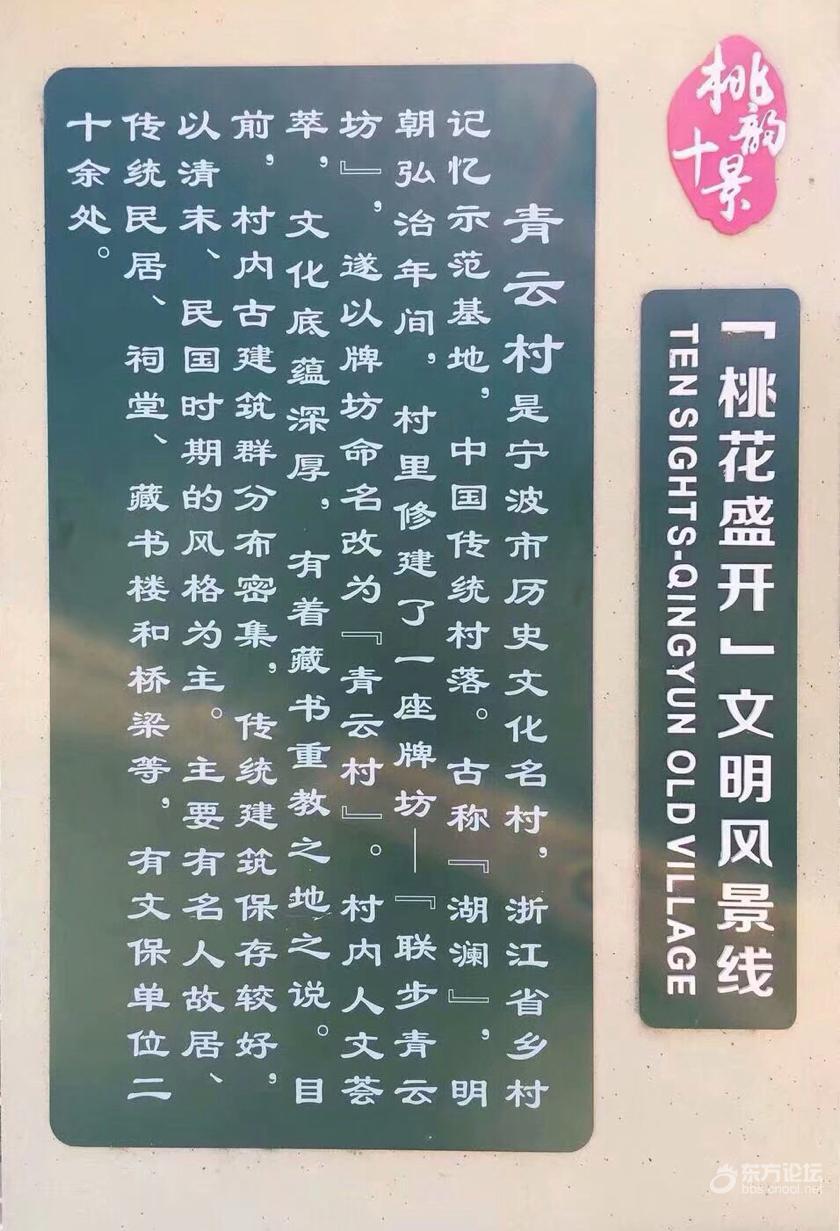 桃韵
十景
「桃花盛开」文明风景线
TEN SIGHTS-QINGYUN OLD VILLAGE
青云村是宁波市历史文化名村，浙江省乡村
记忆示范基地，中国传统村落。古称『湖澜』，明
朝弘治年间，村里修建了一座牌坊—『联步青云
坊』，遂以牌坊命名改为『青云村』。村内人文荟
萃，文化底蕴深厚，有着藏书重教之地之说。目
前，村内古建筑群分布密集，传统建筑保存较好，
以清末、民国时期的风格为主。主要有名人故居、
传统民居、祠堂、藏书楼和桥梁等，有文保单位二
十余处。
东方论坛
bbs.cnool.net